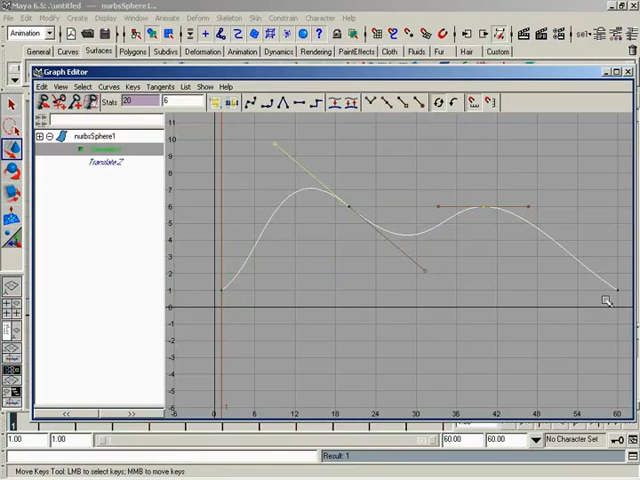 Maya 6.5: .\untitled --- nurbsSphere1...
File Edit Modify Create Display Window Animate Deform Skeleton Skin Constrain Character Help
Animation sel
General Curves Surfaces Polygons Subdivs Deformation Animation Dynamics Rendering PaintEffects Cloth Fluids Fur Hair Custom
Graph Editor
Edit View Select Curves Keys Tangents List Show Help
Stats 20 6
nurbsSphere1
Translate Z
11
10
9
8
7
6
5
4
3
2
1
0
-1
-2
-3
-4
-5
-6
1
0 6 12 18 24 30 36 42 48 54 60
<< >>
1.00 1.00 60.00 60.00 No Character Set
Result: 1
Move Keys Tool: LMB to select keys; MMB to move keys